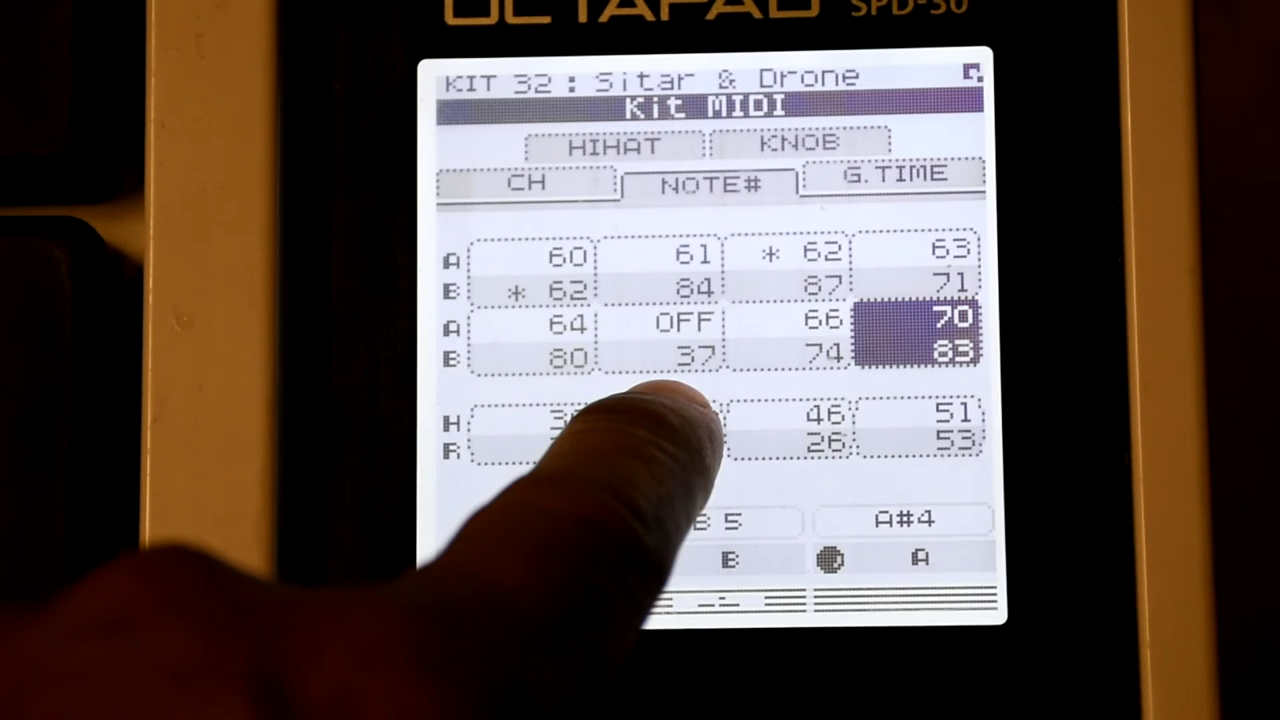 OCTAPAD SPD-30
KIT 32 : Sitar & Drone
Kit MIDI
HIHAT KNOB
CH NOTE# G.TIME
A 60 61 * 62 63
B * 62 84 87 71
A 64 OFF 66 70
B 80 37 74 83
H 46 51
R 26 53
B 5 A#4
B A